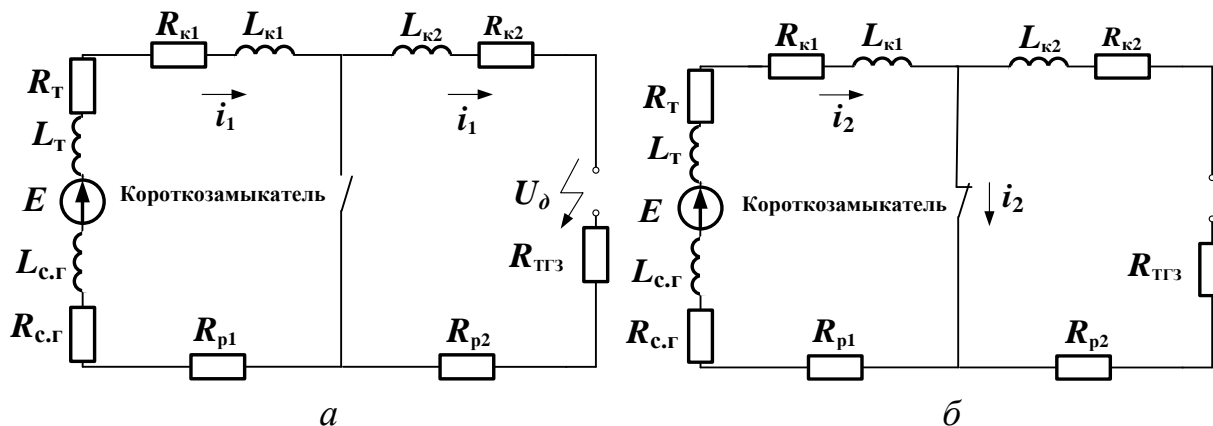 Rк1 Lк1 Lк2 Rк2
Rт
i1 i1
Lт
Короткозамыкатель
E
Uд
Lс.г
RТГЗ
Rс.г
Rр1 Rр2
а
Rк1 Lк1 Lк2 Rк2
Rт
i2
Lт
Короткозамыкатель
i2
E
Lс.г
RТГЗ
Rс.г
Rр1 Rр2
б